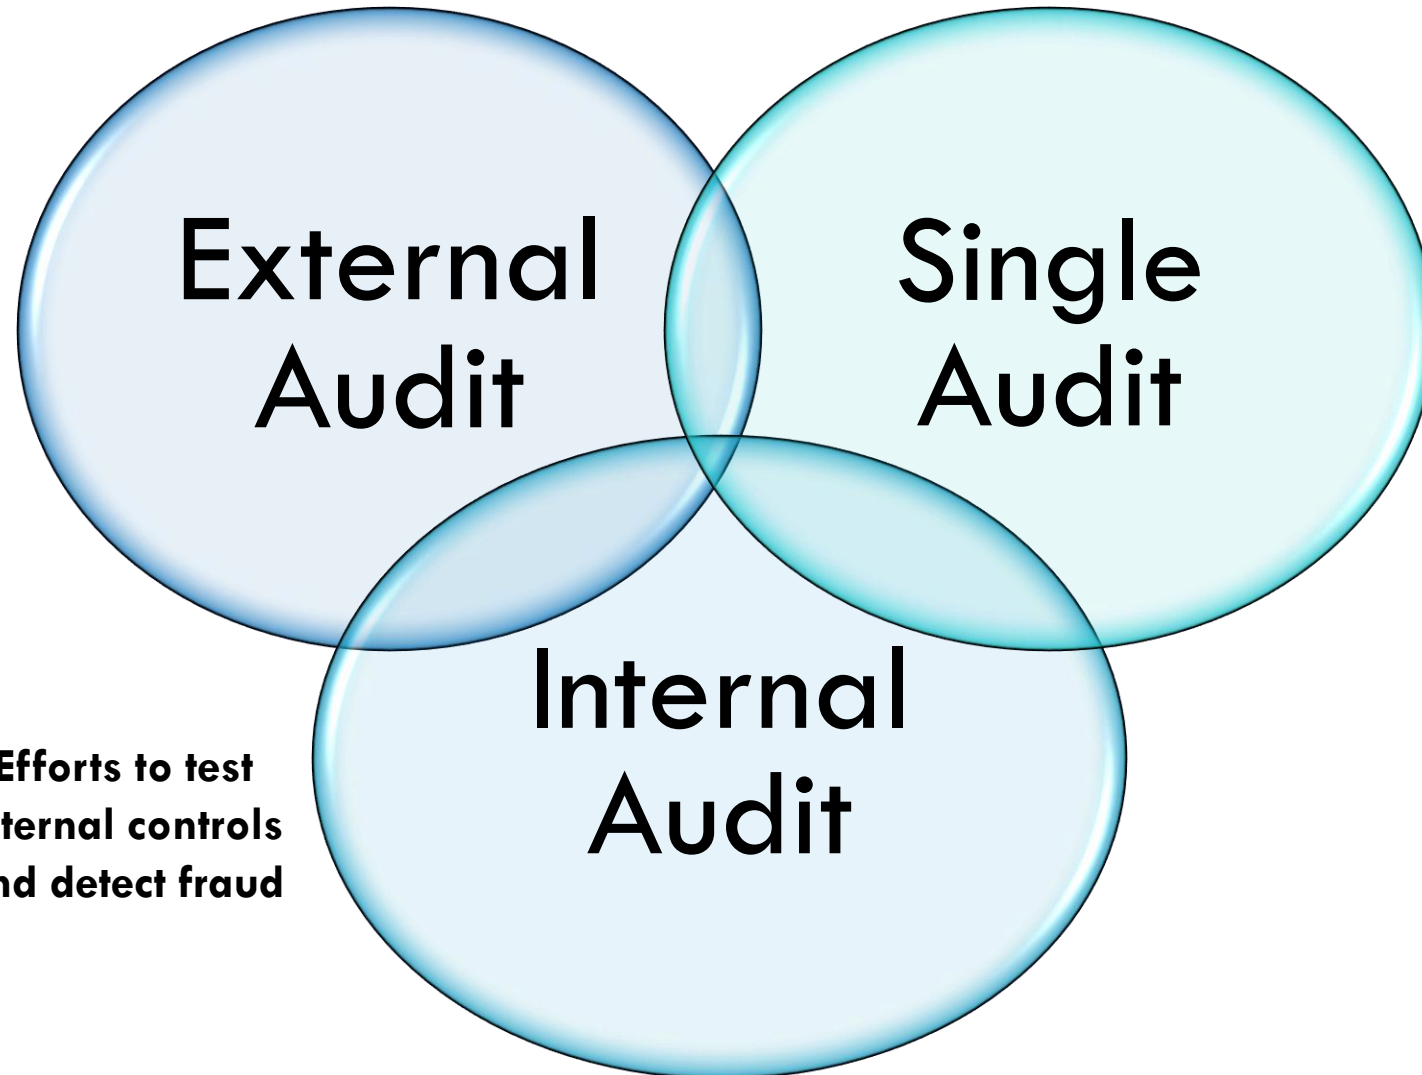 External
Audit
Single
Audit
Internal
Audit
Efforts to test
ternal controls
nd detect fraud